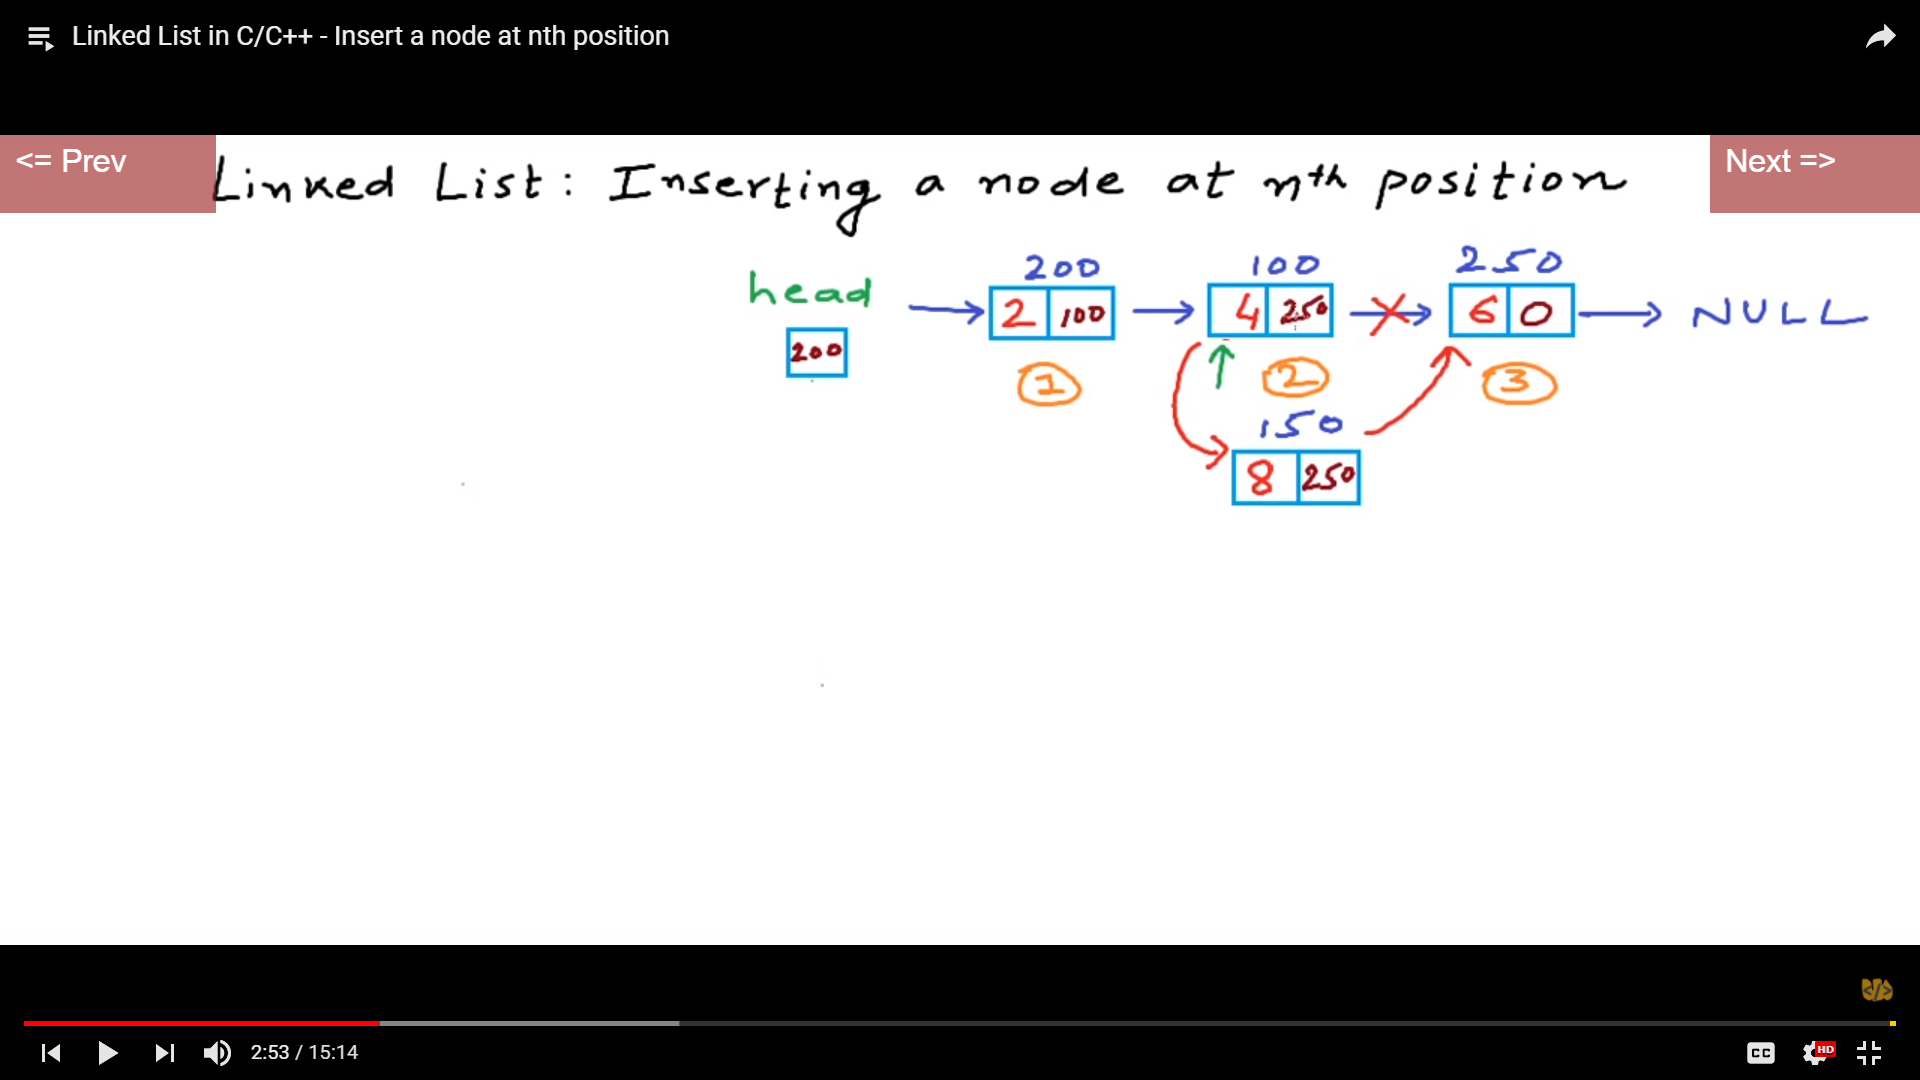 Linked List in C/C++ - Insert a node at nth position
<= Prev
Linked List: Inserting a node at nth position
Next =>
200 100 250
head 2 100 4 250 6 0 NULL
200
1 2 3
150
8 250
2:53 / 15:14
CC HD